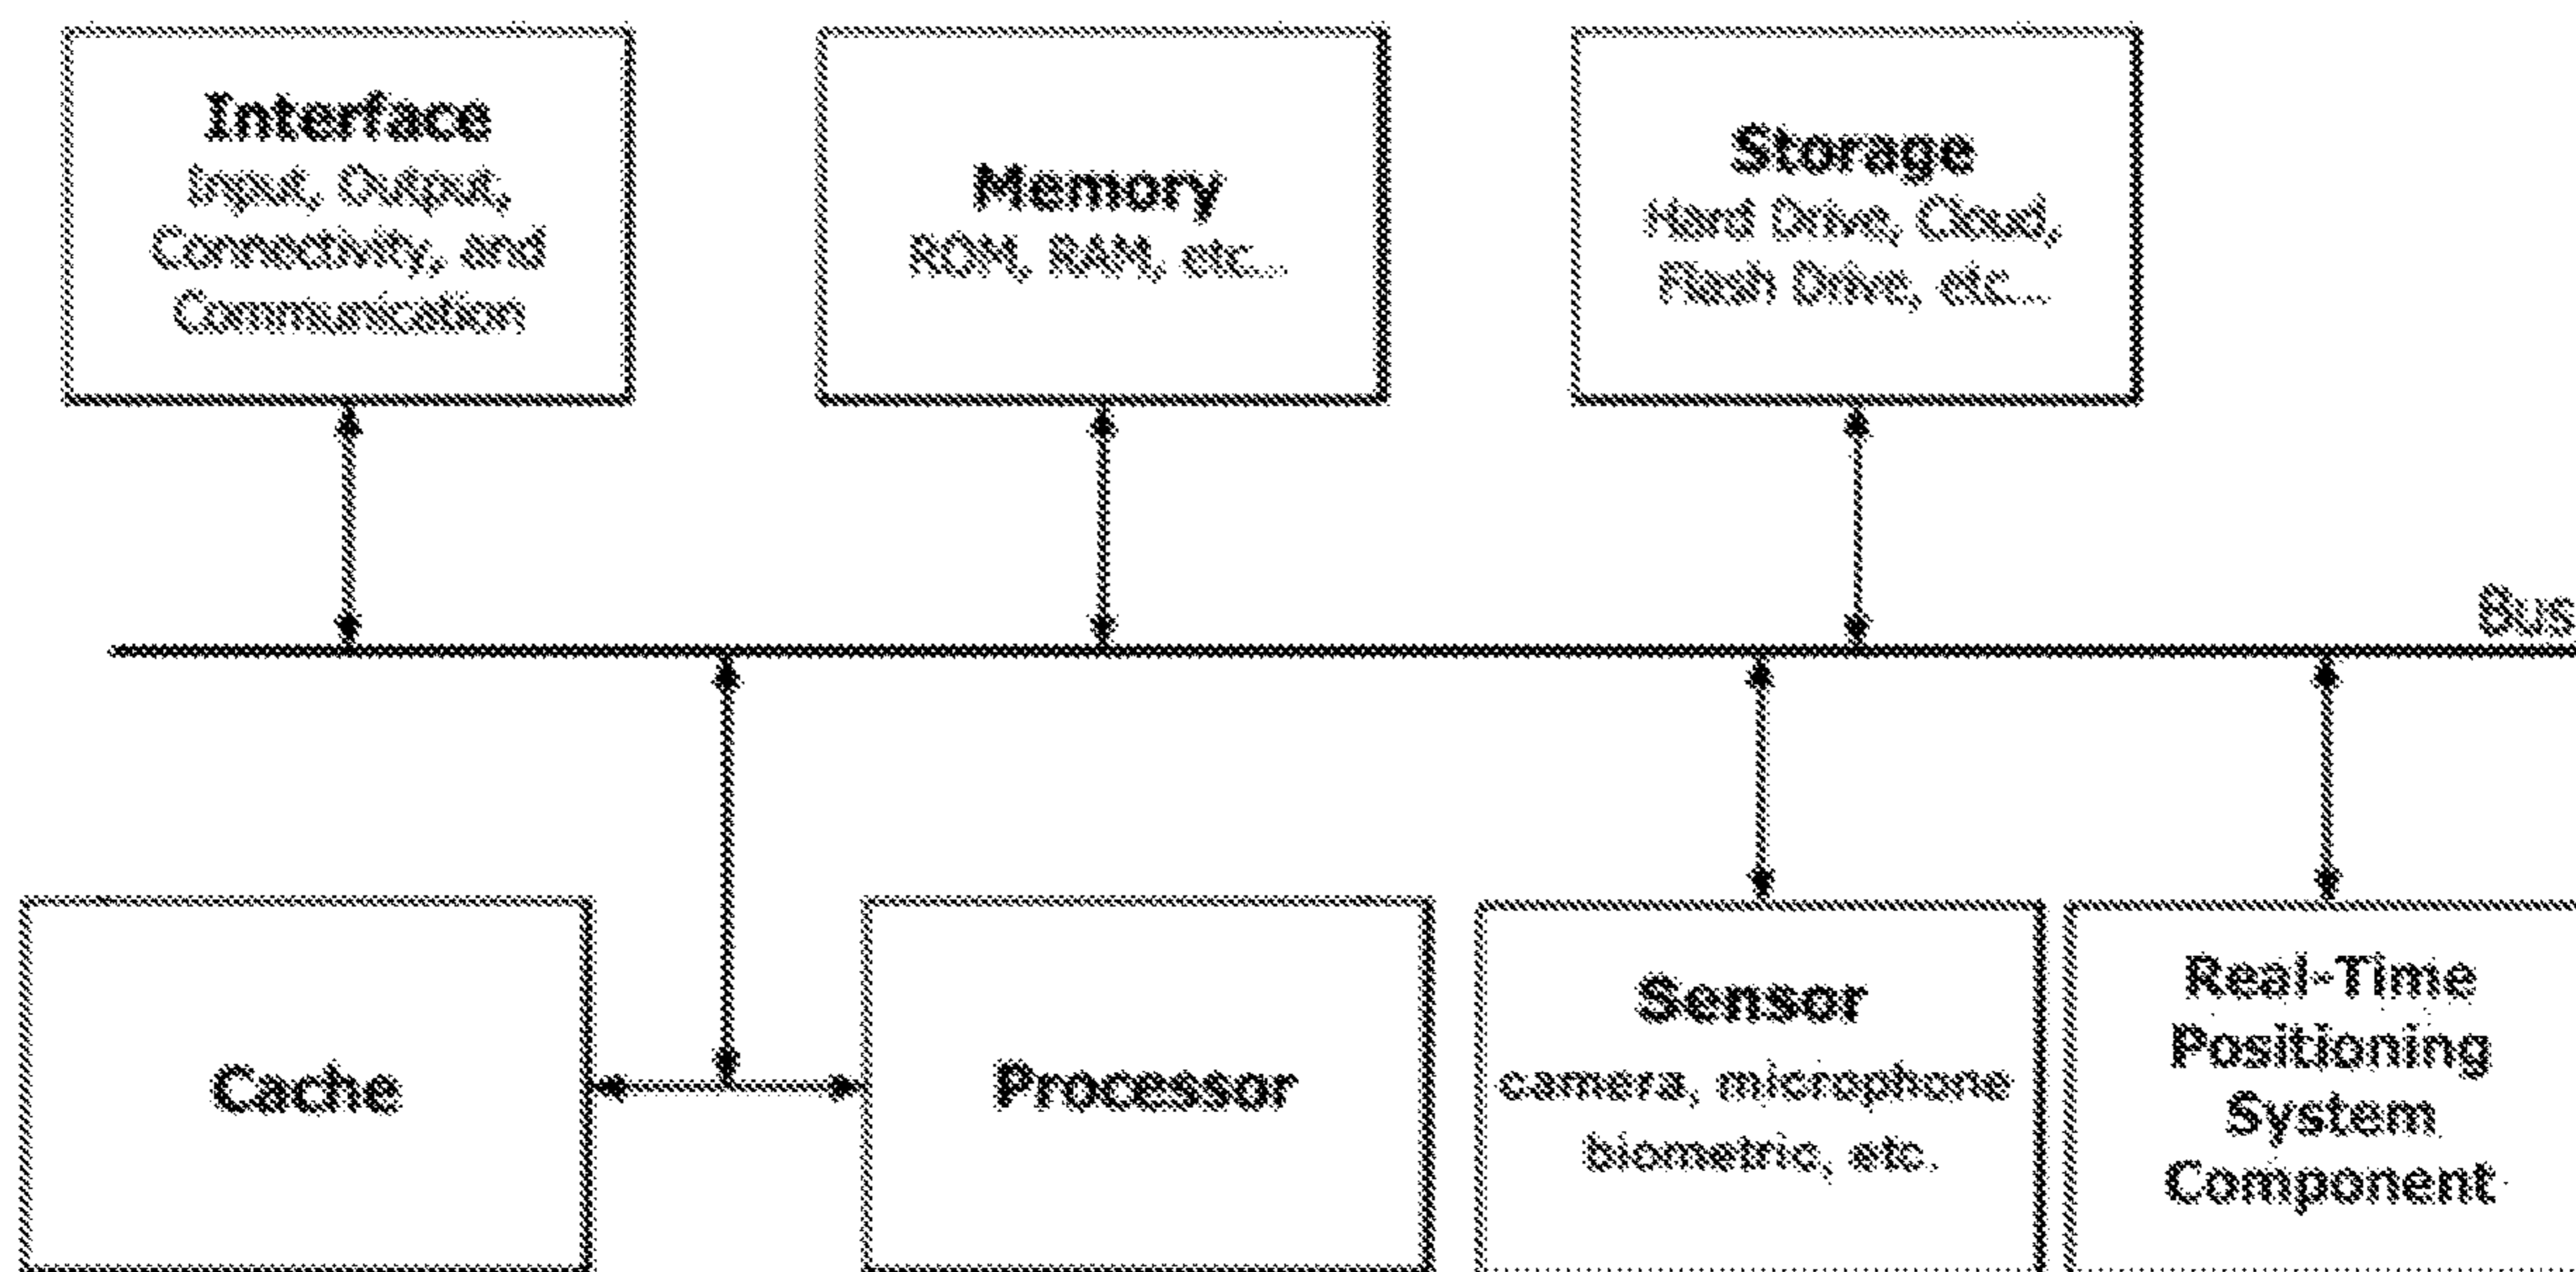 Interface
Input, Output,
Connectivity, and
Communication
Memory
ROM, RAM, etc...
Storage
Hard Drive, Cloud,
Flash Drive, etc...
Bus
Cache
Processor
Sensor
camera, microphone
biometric, etc.
Real-Time
Positioning
System
Component